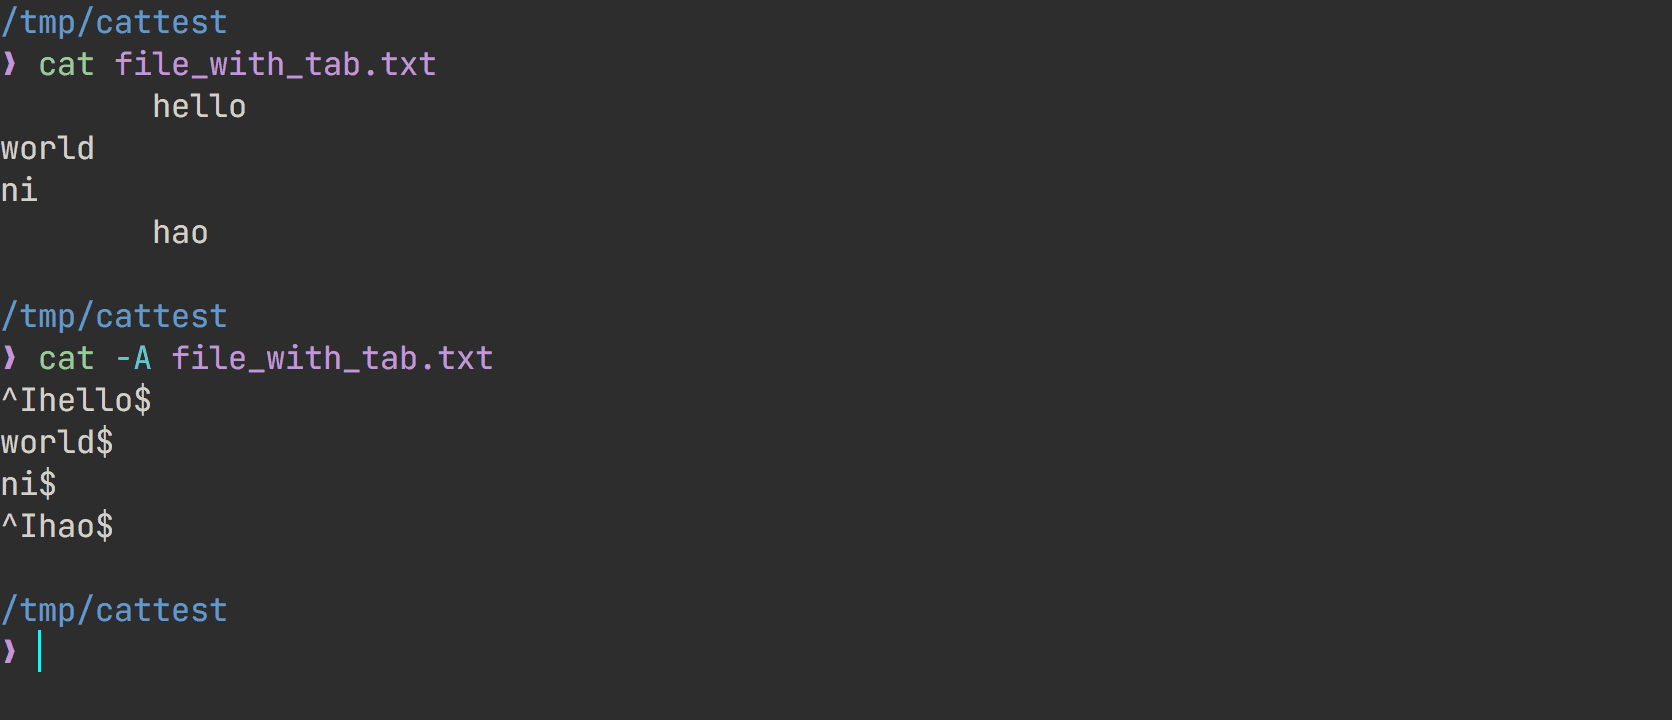 /tmp/cattest
❱ cat file_with_tab.txt
        hello
world
ni
        hao
/tmp/cattest
❱ cat -A file_with_tab.txt
^Ihello$
world$
ni$
^Ihao$
/tmp/cattest
❱